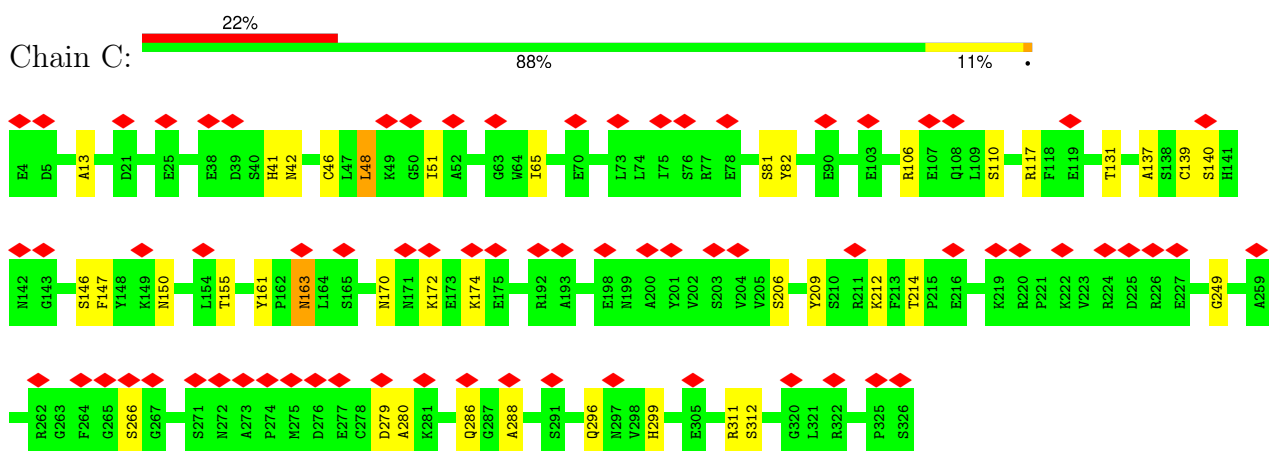 22%
Chain C:
88% 11% •
E4 D5 A13 D21 E25 E38 D39 S40 H41 N42 C46 L47 L48 K49 G50 I51 A52 G63 W64 I65 E70 L73 L74 I75 S76 R77 E78 S81 Y82 E90 E103 R106 E107 Q108 L109 S110 R117 F118 E119 T131 A137 S138 C139 S140 H141
N142 G143 S146 F147 Y148 K149 N150 L154 T155 Y161 P162 N163 L164 S165 N170 N171 K172 E173 K174 E175 R192 A193 E198 N199 A200 Y201 V202 S203 V204 V205 S206 Y209 S210 R211 K212 F213 T214 P215 E216 K219 R220 P221 K222 V223 R224 D225 R226 E227 G249 A259
R262 G263 F264 G265 S266 G267 S271 N272 A273 P274 M275 D276 E277 C278 D279 A280 K281 Q286 G287 A288 S291 Q296 N297 V298 H299 E305 R311 S312 G320 L321 R322 P325 S326